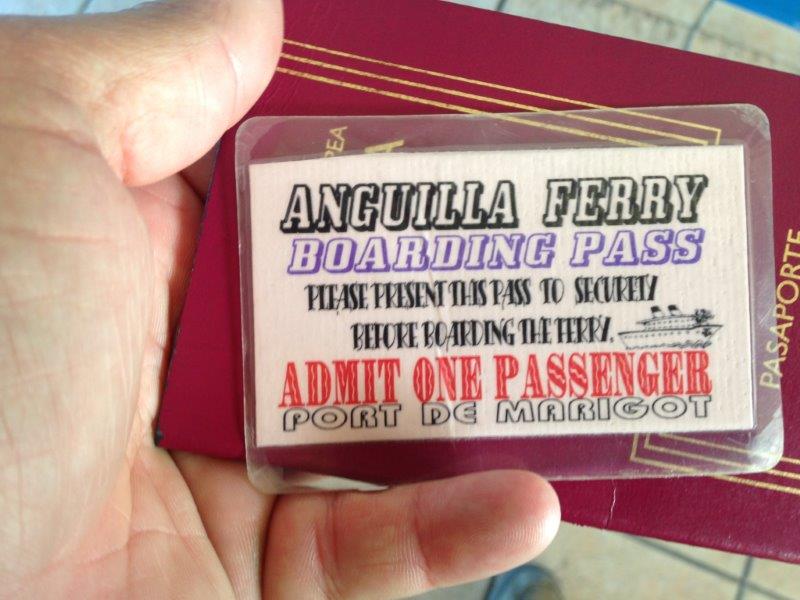 ANGUILLA FERRY
BOARDING PASS
PLEASE PRESENT THIS PASS TO SECURETY
BEFORE BOARDING THE FERRY.
ADMIT ONE PASSENGER
PORT DE MARIGOT
PASAPORTE